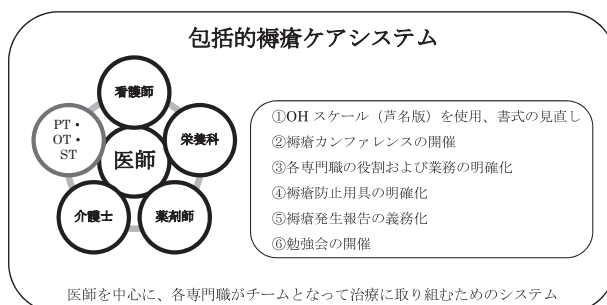 包括的褥瘡ケアシステム
看護師
PT・
OT・
ST
栄養科
医師
介護士
薬剤師
①OHスケール（芦名版）を使用、書式の見直し
②褥瘡カンファレンスの開催
③各専門職の役割および業務の明確化
④褥瘡防止用具の明確化
⑤褥瘡発生報告の義務化
⑥勉強会の開催
医師を中心に、各専門職がチームとなって治療に取り組むためのシステム